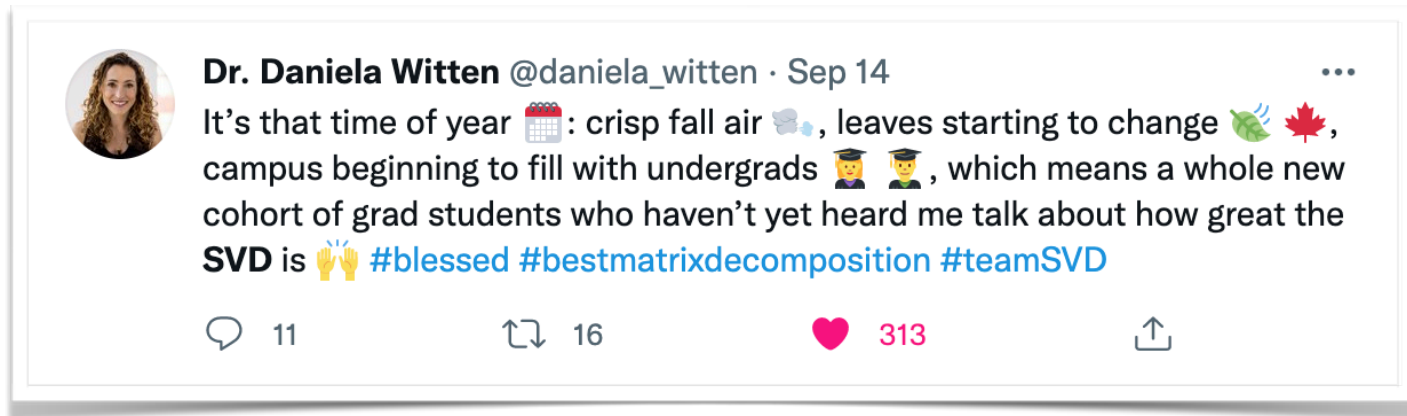 Dr. Daniela Witten @daniela_witten · Sep 14
It’s that time of year 📅: crisp fall air 🌬️, leaves starting to change 🍃 🍁,
campus beginning to fill with undergrads 👩‍🎓 👨‍🎓, which means a whole new
cohort of grad students who haven’t yet heard me talk about how great the
SVD is 🙌 #blessed #bestmatrixdecomposition #teamSVD
11 16 313